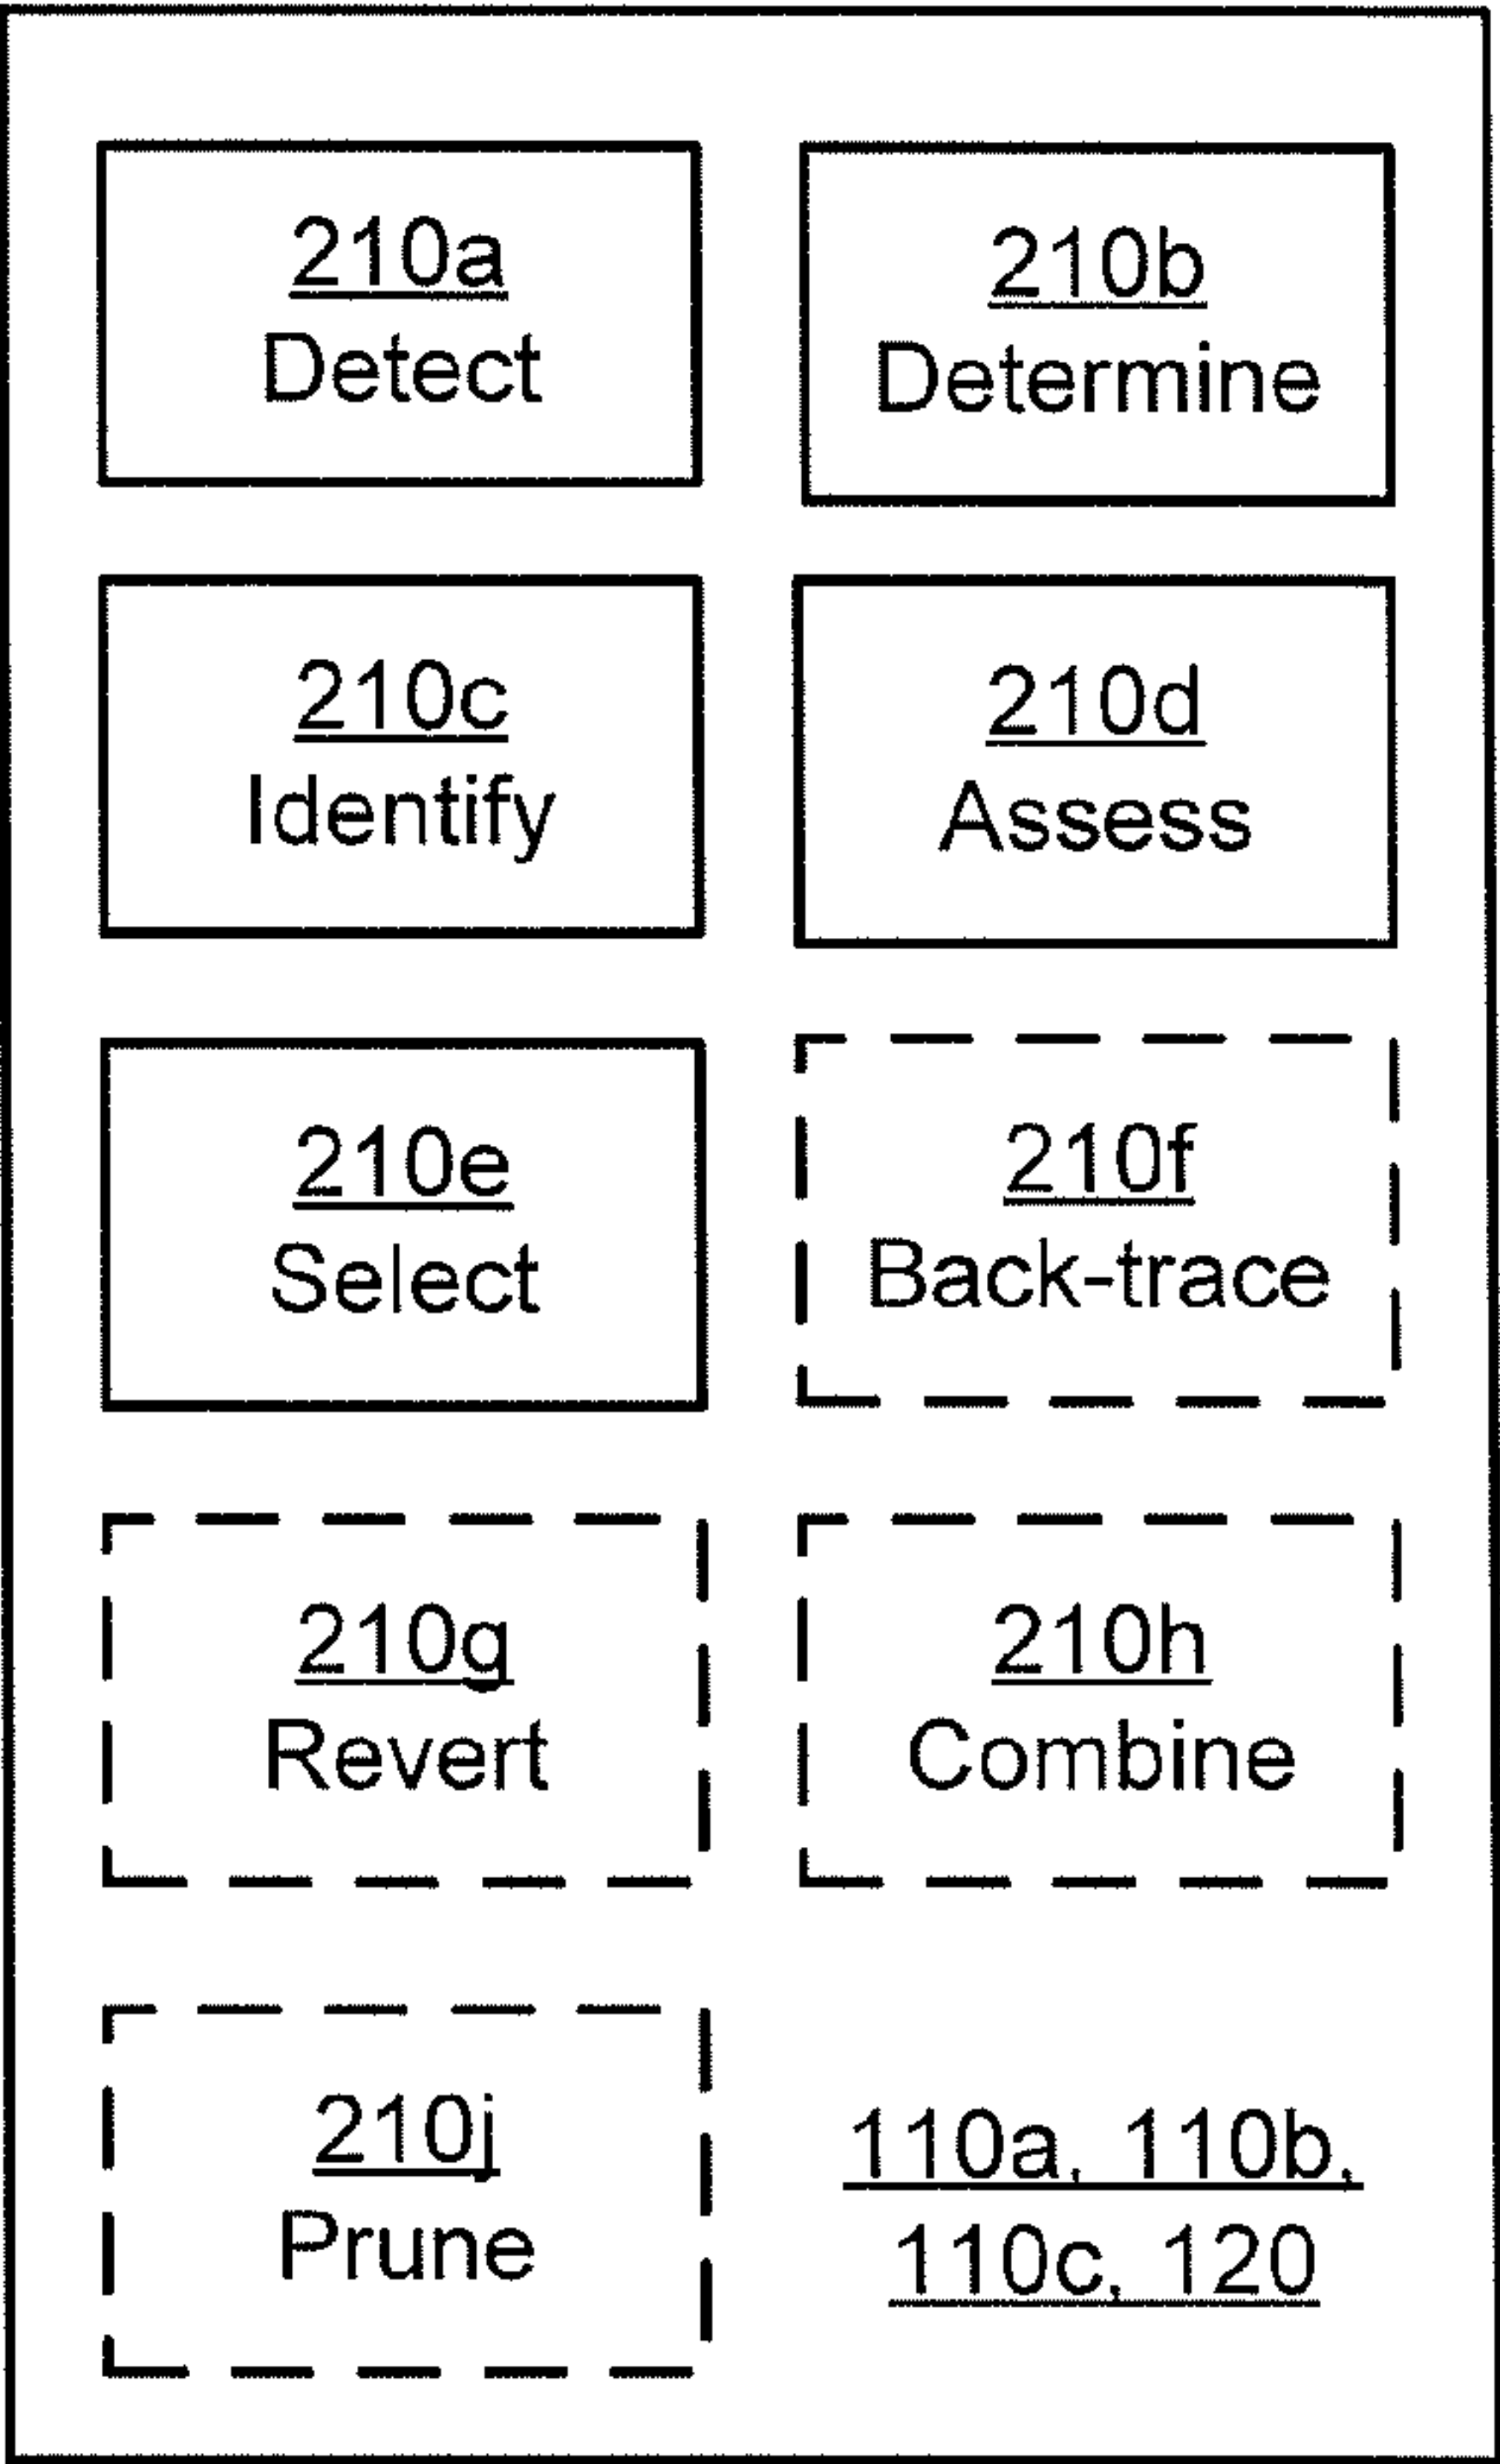 210a
Detect
210b
Determine
210c
Identify
210d
Assess
210e
Select
210f
Back-trace
210g
Revert
210h
Combine
210j
Prune
110a, 110b,
110c, 120